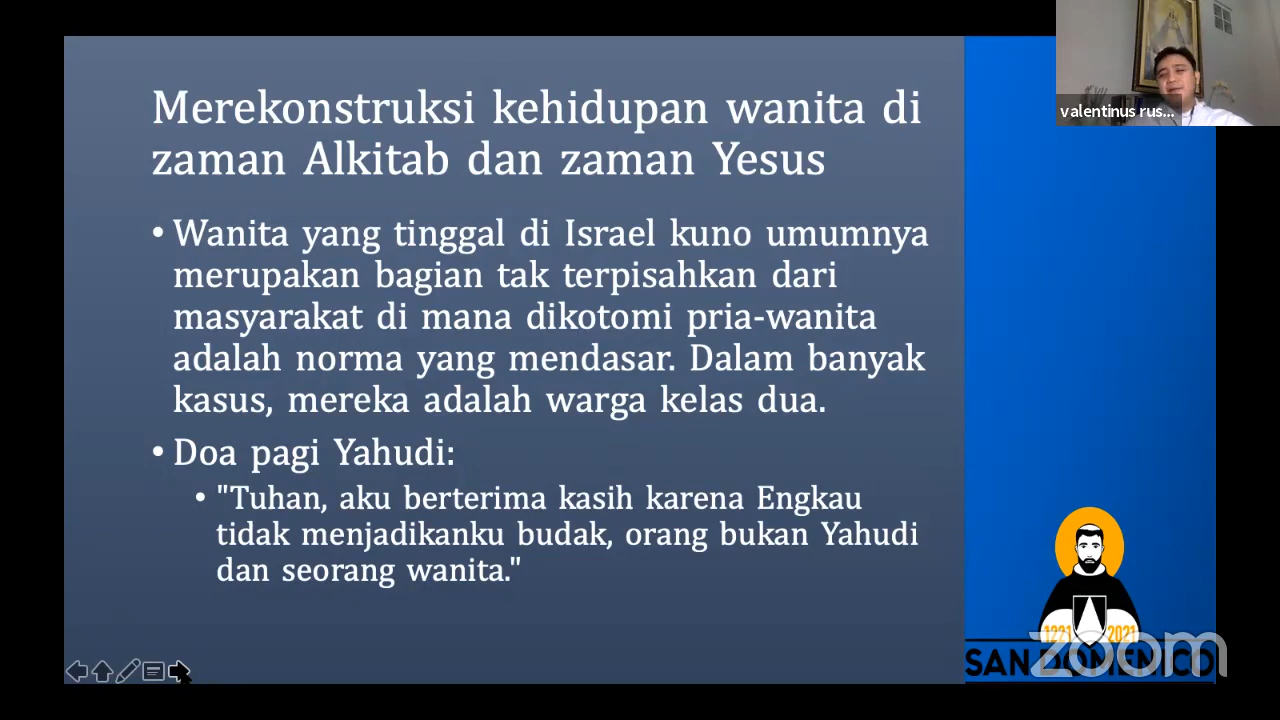 Merekonstruksi kehidupan wanita di
zaman Alkitab dan zaman Yesus
• Wanita yang tinggal di Israel kuno umumnya
merupakan bagian tak terpisahkan dari
masyarakat di mana dikotomi pria-wanita
adalah norma yang mendasar. Dalam banyak
kasus, mereka adalah warga kelas dua.
• Doa pagi Yahudi:
• "Tuhan, aku berterima kasih karena Engkau
tidak menjadikanku budak, orang bukan Yahudi
dan seorang wanita."
valentinus rus...
1221 2021
SAN DOMENICO
zoom